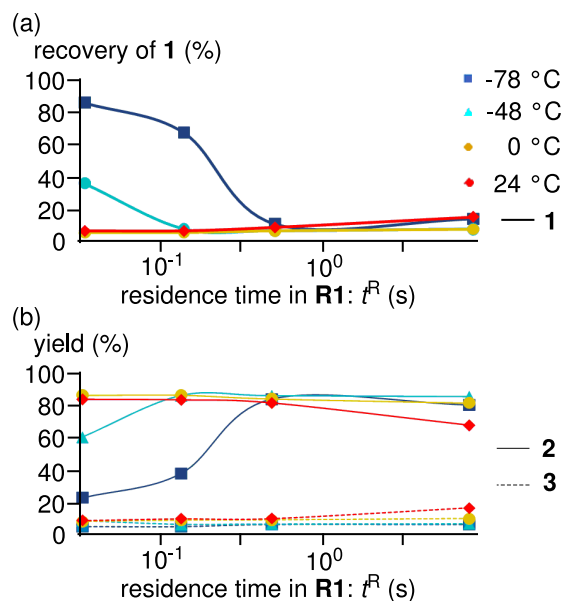 (a)
recovery of 1 (%)
100
80
60
40
20
0
10⁻¹
10⁰
residence time in R1: tᴿ (s)
-78 °C
-48 °C
0 °C
24 °C
1
(b)
yield (%)
100
80
60
40
20
0
10⁻¹
10⁰
residence time in R1: tᴿ (s)
2
3